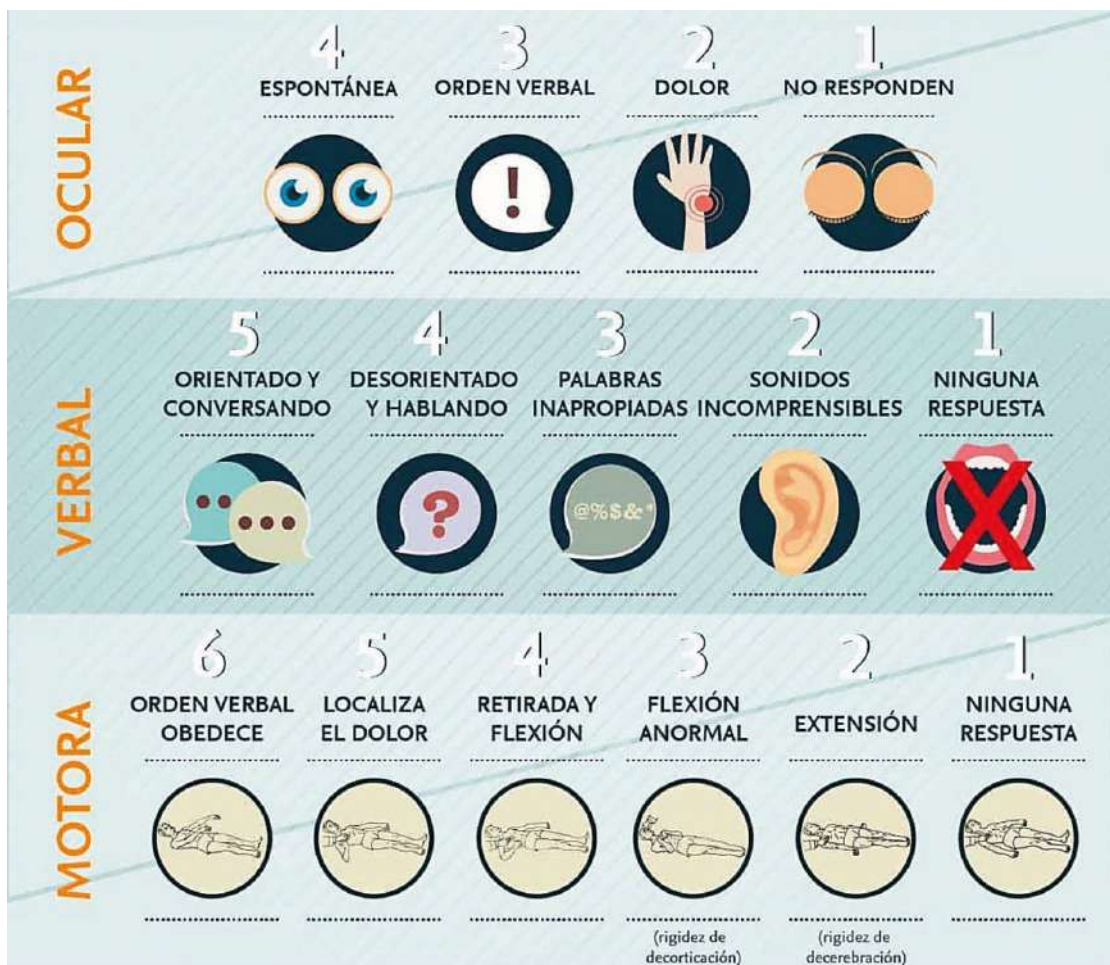 OCULAR
4 3 2 1
ESPONTÁNEA ORDEN VERBAL DOLOR NO RESPONDEN
!
VERBAL
5 4 3 2 1
ORIENTADO Y DESORIENTADO PALABRAS SONIDOS NINGUNA
CONVERSANDO Y HABLANDO INAPROPIADAS INCOMPRENSIBLES RESPUESTA
? @%$&*
MOTORA
6 5 4 3 2 1
ORDEN VERBAL LOCALIZA RETIRADA Y FLEXIÓN EXTENSIÓN NINGUNA
OBEDECE EL DOLOR FLEXIÓN ANORMAL RESPUESTA
(rigidez de (rigidez de
decorticación) decerebración)